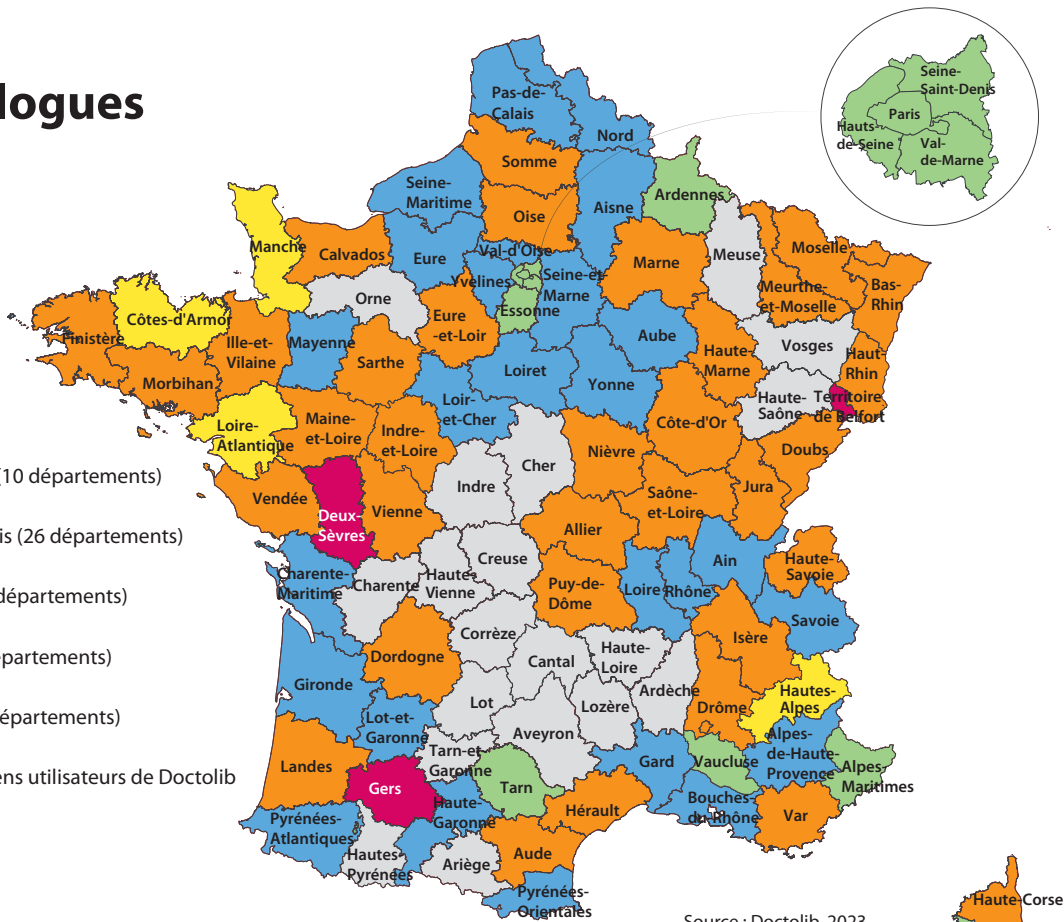 logues
Seine-
Saint-Denis
Paris
Hauts-
de-Seine
Val-
de-Marne
Pas-de-
Calais
Nord
Somme
Seine-
Maritime
Oise
Aisne
Ardennes
Manche
Calvados
Eure
Val-d'Oise
Yvelines
Seine-et-
Marne
Essonne
Marne
Meuse
Moselle
Meurthe-
et-Moselle
Bas-
Rhin
Orne
Eure
-et-Loir
Finistère
Côtes-d'Armor
Ille-et-
Vilaine
Mayenne
Sarthe
Morbihan
Loiret
Aube
Yonne
Haute-
Marne
Vosges
Haut-
Rhin
Haute-
Saône
Territoire
de Belfort
Loire-
Atlantique
Maine-
et-Loire
Indre-
et-Loire
Loir-
et-Cher
Côte-d'Or
Doubs
Nièvre
Cher
Indre
Jura
Saône-
et-Loire
(10 départements)
Vendée
Deux-
Sèvres
Vienne
is (26 départements)
Allier
Creuse
Haute-
Vienne
Charente-
Maritime
Charente
Puy-de-
Dôme
Loire
Rhône
Ain
Haute-
Savoie
Savoie
départements)
Isère
Corrèze
Dordogne
Cantal
Haute-
Loire
départements)
Gironde
Lot
Lozère
Ardèche
Drôme
Hautes-
Alpes
départements)
Lot-et-
Garonne
Aveyron
Tarn-et-
Garonne
Gard
Vaucluse
Alpes-
de-Haute-
Provence
Alpes
Maritimes
ens utilisateurs de Doctolib
Landes
Gers
Tarn
Haute-
Garonne
Hérault
Bouches-
du-Rhône
Var
Pyrénées-
Atlantiques
Hautes-
Pyrénées
Ariège
Aude
Pyrénées-
Orientales
Haute-Corse
Source : Doctolib, 2023